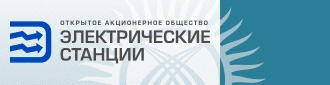 ОТКРЫТОЕ АКЦИОНЕРНОЕ ОБЩЕСТВО
ЭЛЕКТРИЧЕСКИЕ
СТАНЦИИ